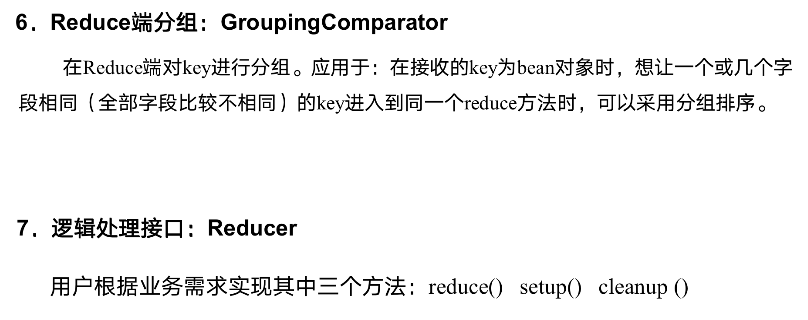 6．Reduce端分组：GroupingComparator
在Reduce端对key进行分组。应用于：在接收的key为bean对象时，想让一个或几个字
段相同（全部字段比较不相同）的key进入到同一个reduce方法时，可以采用分组排序。
7．逻辑处理接口：Reducer
用户根据业务需求实现其中三个方法：reduce() setup() cleanup ()